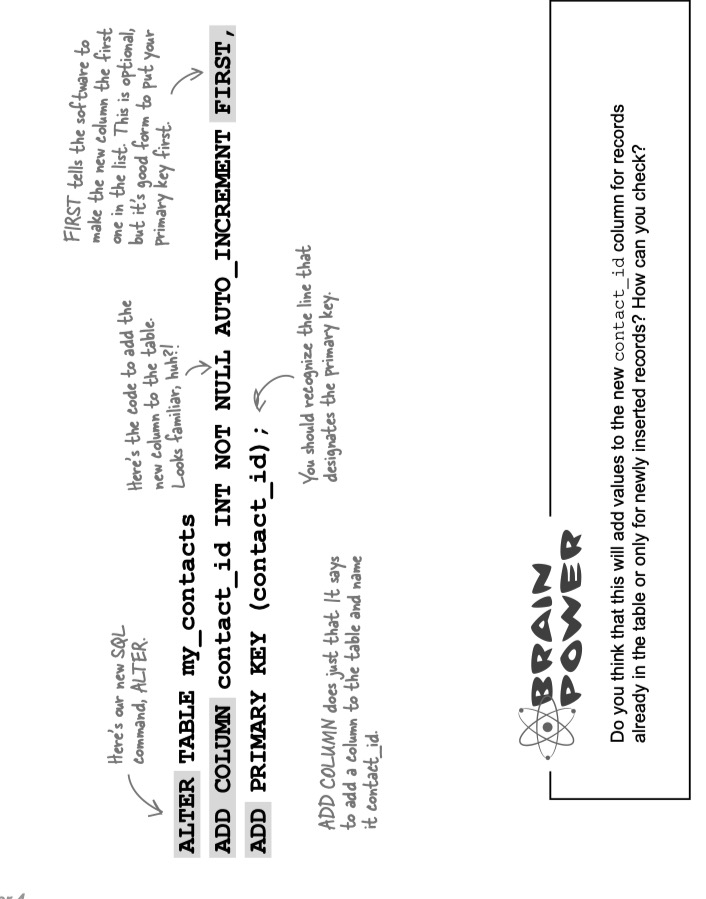 Here's our new SQL
command, ALTER.
Here's the code to add the
new column to the table.
Looks familiar, huh?!
FIRST tells the software to
make the new column the first
one in the list. This is optional,
but it's good form to put your
primary key first.
ALTER TABLE my_contacts
ADD COLUMN contact_id INT NOT NULL AUTO_INCREMENT FIRST,
ADD PRIMARY KEY (contact_id);
ADD COLUMN does just that. It says
to add a column to the table and name
it contact_id.
You should recognize the line that
designates the primary key.
BRAIN
POWER
Do you think that this will add values to the new contact_id column for records
already in the table or only for newly inserted records? How can you check?